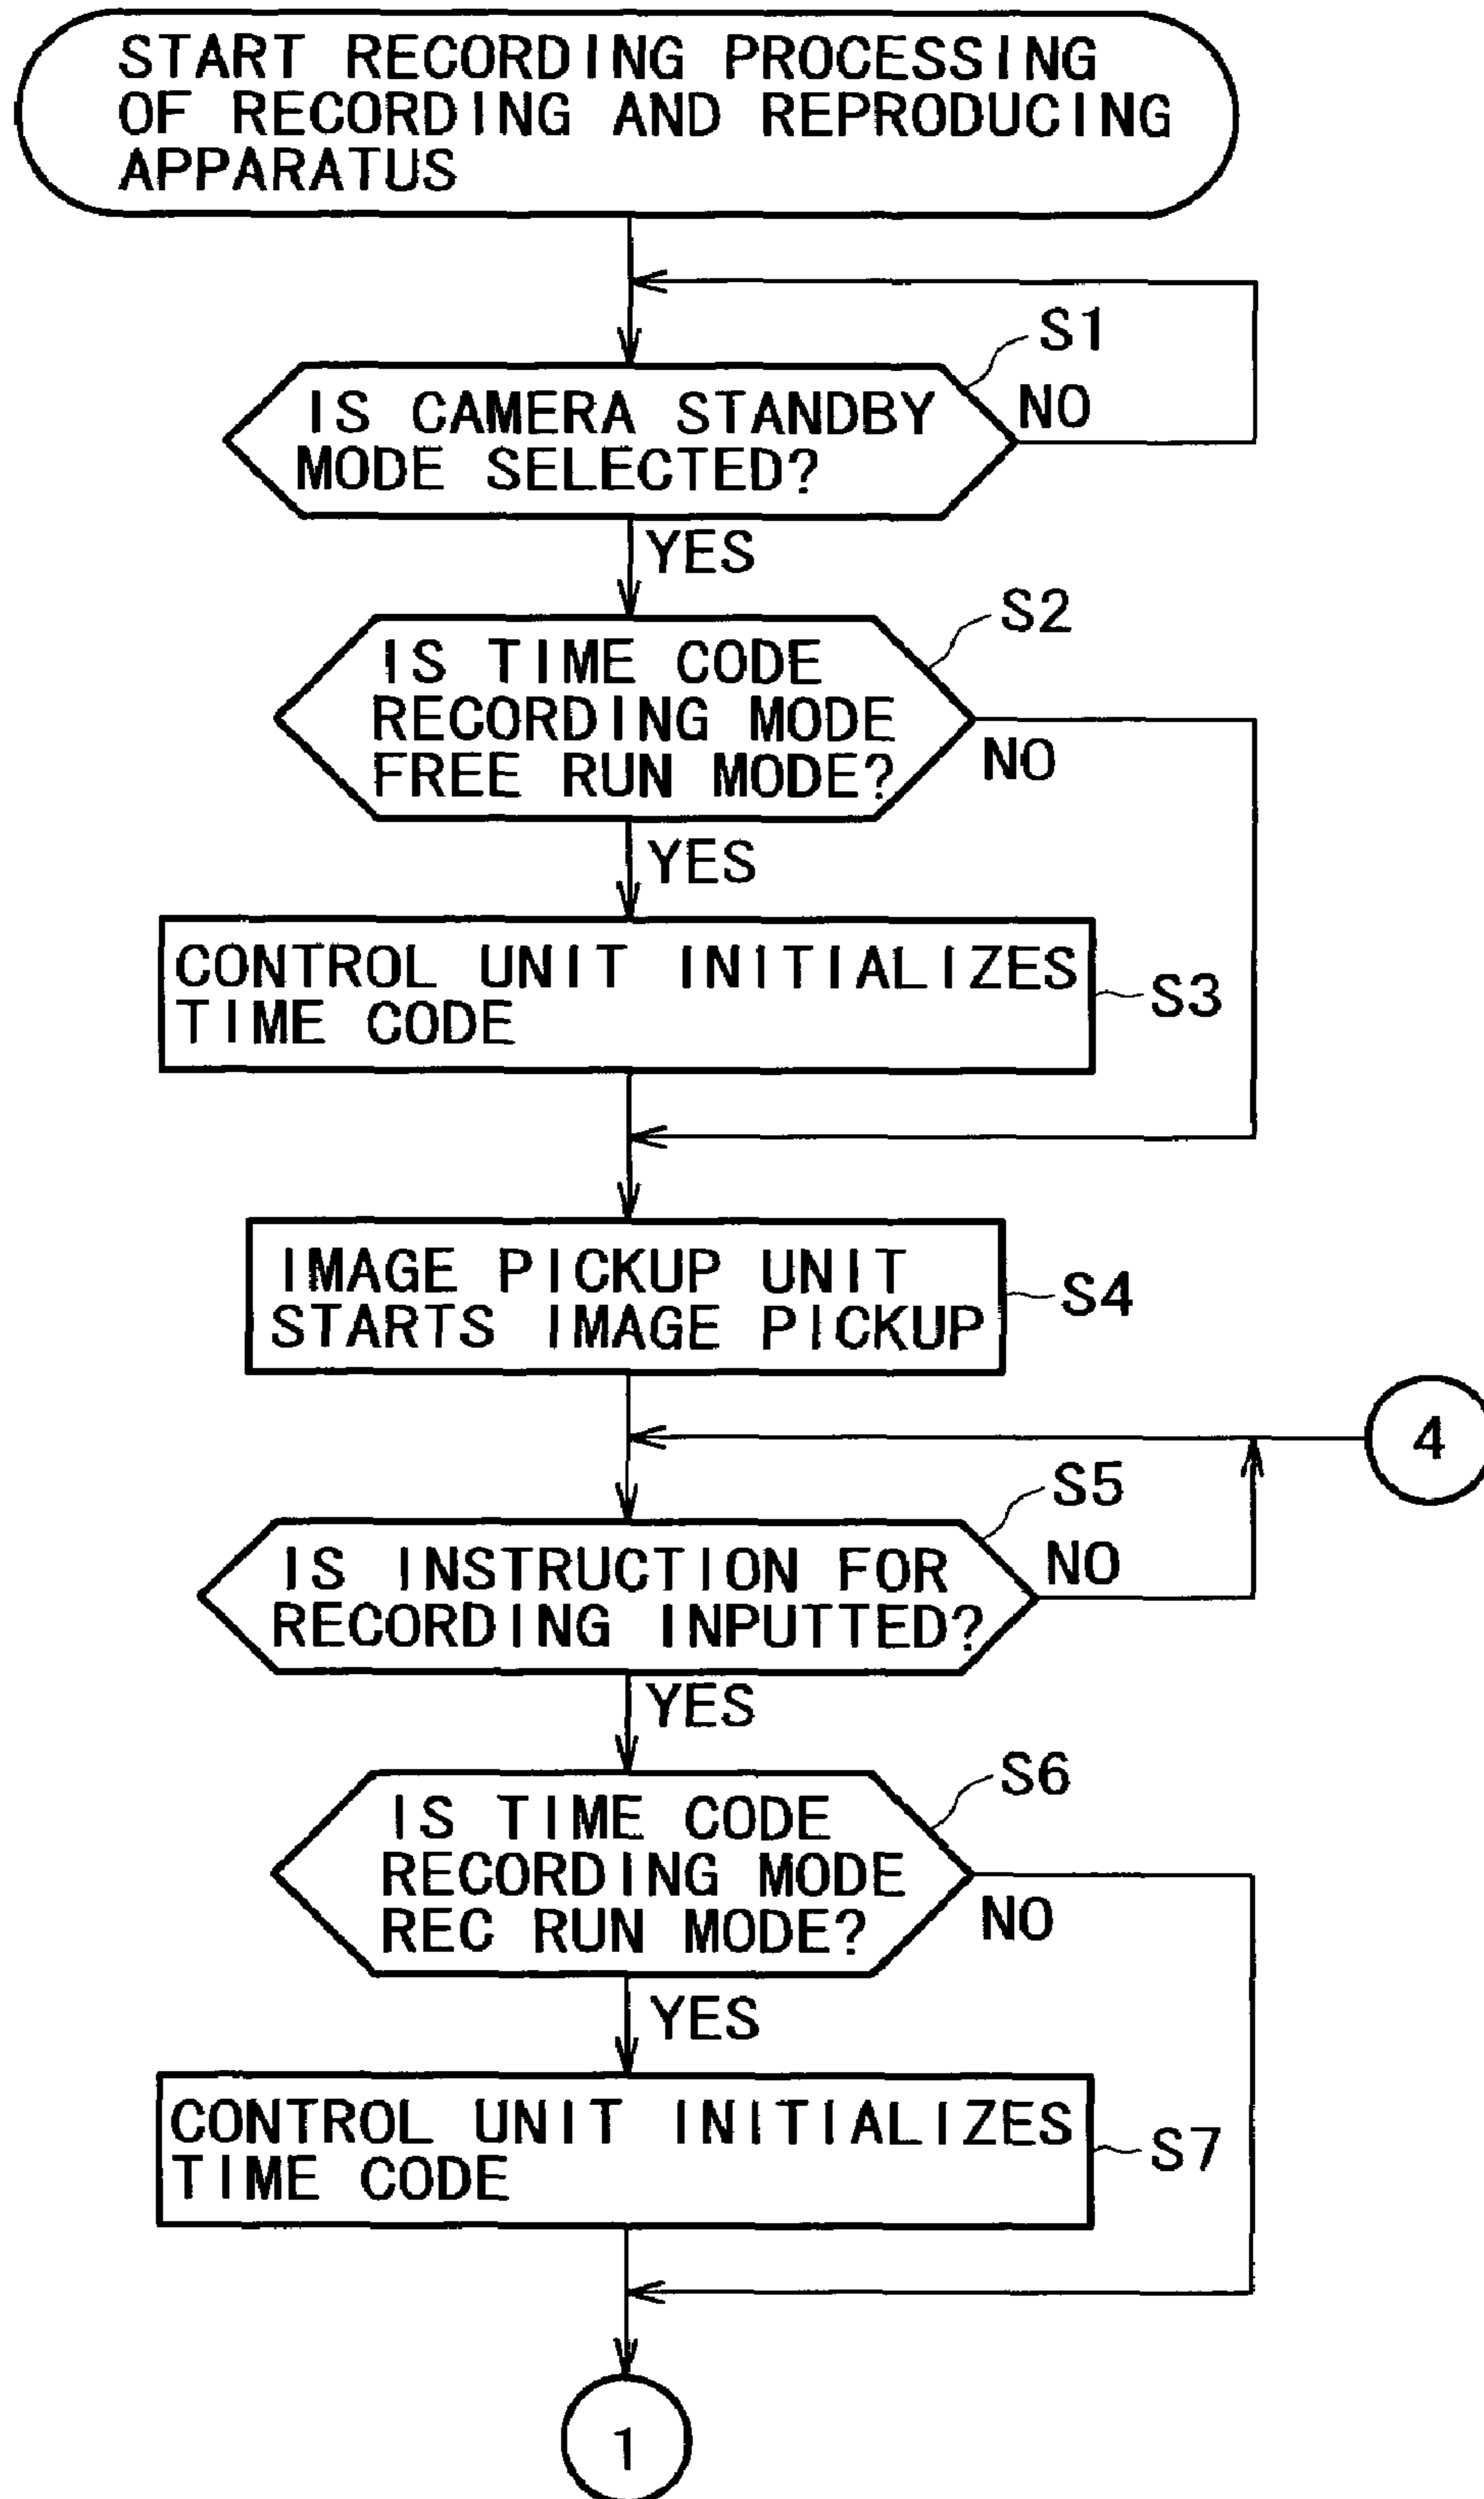 START RECORDING PROCESSING
OF RECORDING AND REPRODUCING
APPARATUS
S1
IS CAMERA STANDBY
MODE SELECTED?
NO
YES
S2
IS TIME CODE
RECORDING MODE
FREE RUN MODE?
NO
YES
CONTROL UNIT INITIALIZES
TIME CODE
S3
IMAGE PICKUP UNIT
STARTS IMAGE PICKUP
S4
4
S5
IS INSTRUCTION FOR
RECORDING INPUTTED?
NO
YES
S6
IS TIME CODE
RECORDING MODE
REC RUN MODE?
NO
YES
CONTROL UNIT INITIALIZES
TIME CODE
S7
1